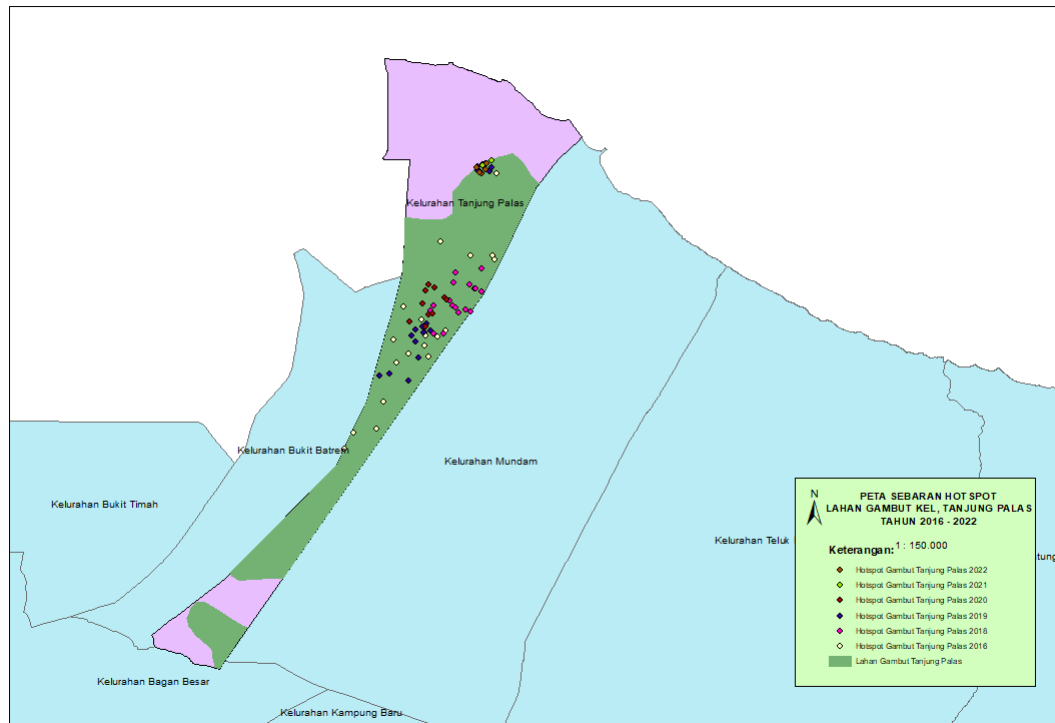 Kelurahan Tanjung Palas
Kelurahan Bukit Batrem
Kelurahan Mundam
Kelurahan Bukit Timah
Kelurahan Teluk
Kelurahan Bagan Besar
Kelurahan Kampung Baru
N
PETA SEBARAN HOTSPOT
LAHAN GAMBUT KEL, TANJUNG PALAS
TAHUN 2016 - 2022
Keterangan: 1 : 150.000
Hotspot Gambut Tanjung Palas 2022
Hotspot Gambut Tanjung Palas 2021
Hotspot Gambut Tanjung Palas 2020
Hotspot Gambut Tanjung Palas 2019
Hotspot Gambut Tanjung Palas 2018
Hotspot Gambut Tanjung Palas 2016
Lahan Gambut Tanjung Palas